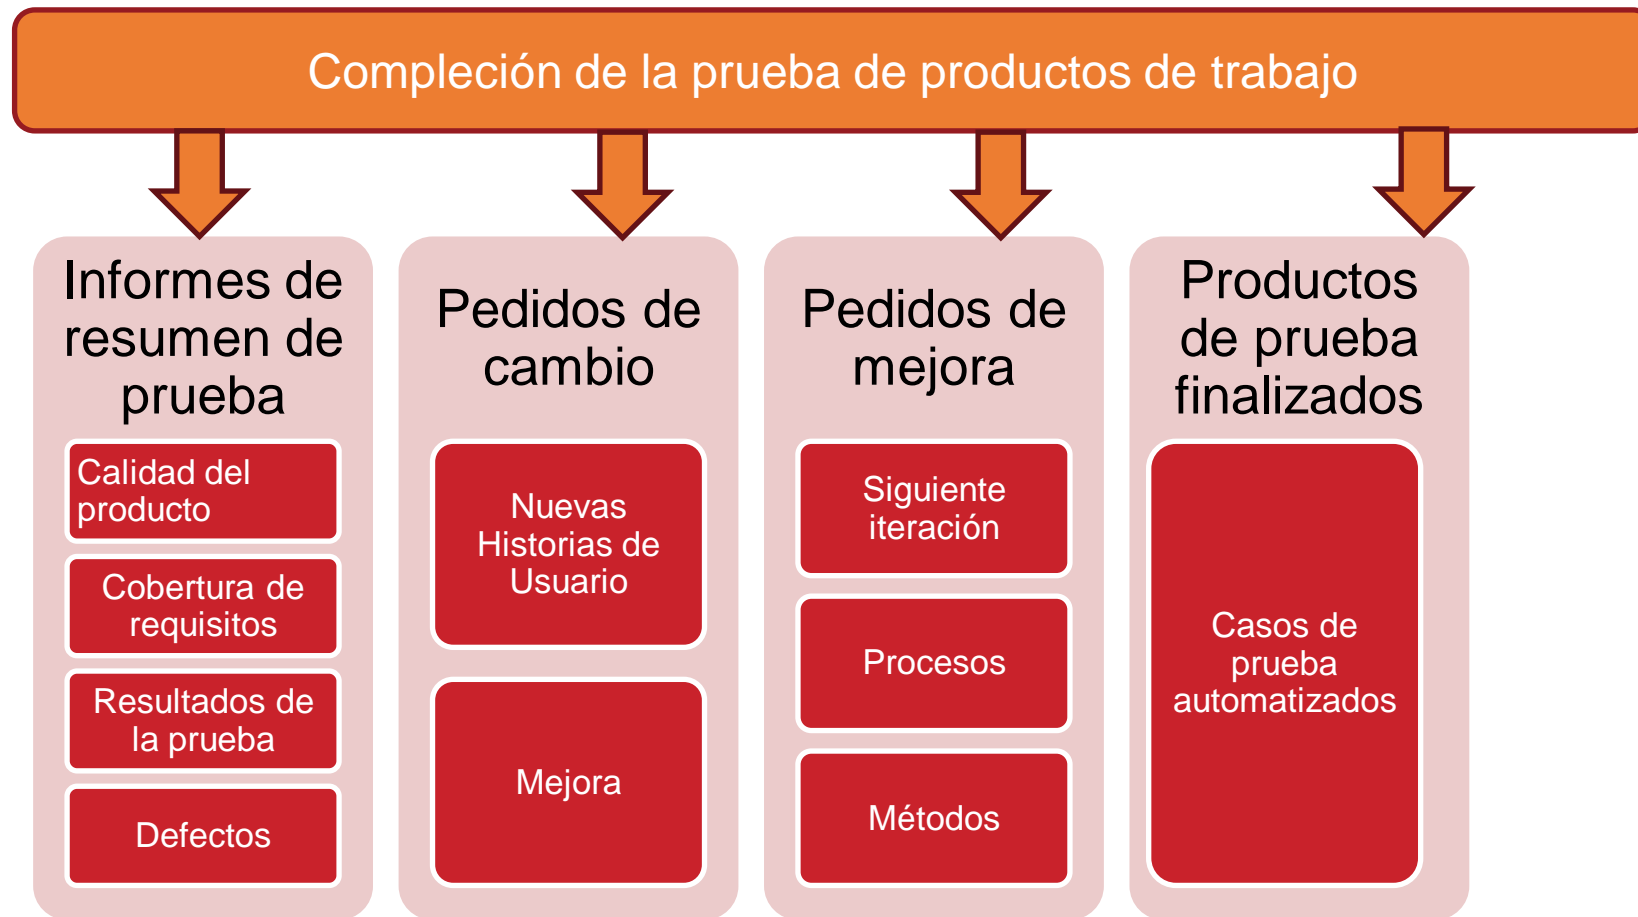 Compleción de la prueba de productos de trabajo
Informes de
resumen de
prueba
Calidad del
producto
Cobertura de
requisitos
Resultados de
la prueba
Defectos
Pedidos de
cambio
Nuevas
Historias de
Usuario
Mejora
Pedidos de
mejora
Siguiente
iteración
Procesos
Métodos
Productos
de prueba
finalizados
Casos de
prueba
automatizados